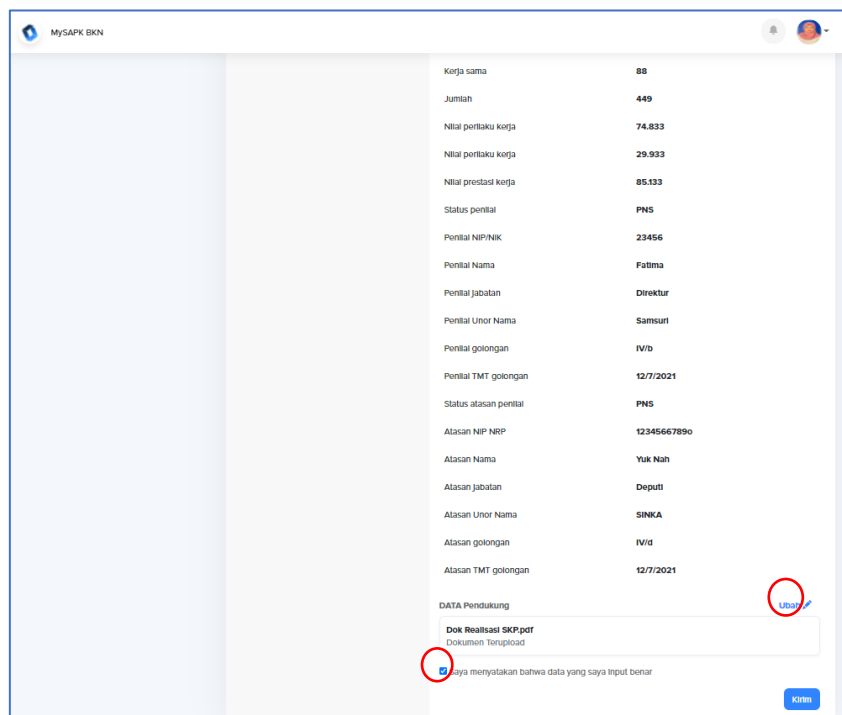 MySAPK BKN
Kerja sama 88
Jumlah 449
Nilai perilaku kerja 74.833
Nilai perilaku kerja 29.933
Nilai prestasi kerja 85.133
Status penilai PNS
Penilai NIP/NIK 23456
Penilai Nama Fatima
Penilai jabatan Direktur
Penilai Unor Nama Samsuri
Penilai golongan IV/b
Penilai TMT golongan 12/7/2021
Status atasan penilai PNS
Atasan NIP NRP 1234566789o
Atasan Nama Yuk Nah
Atasan jabatan Deputi
Atasan Unor Nama SINKA
Atasan golongan IV/d
Atasan TMT golongan 12/7/2021
DATA Pendukung Ubah
Dok Realisasi SKP.pdf
Dokumen Terupload
Saya menyatakan bahwa data yang saya input benar
Kirim